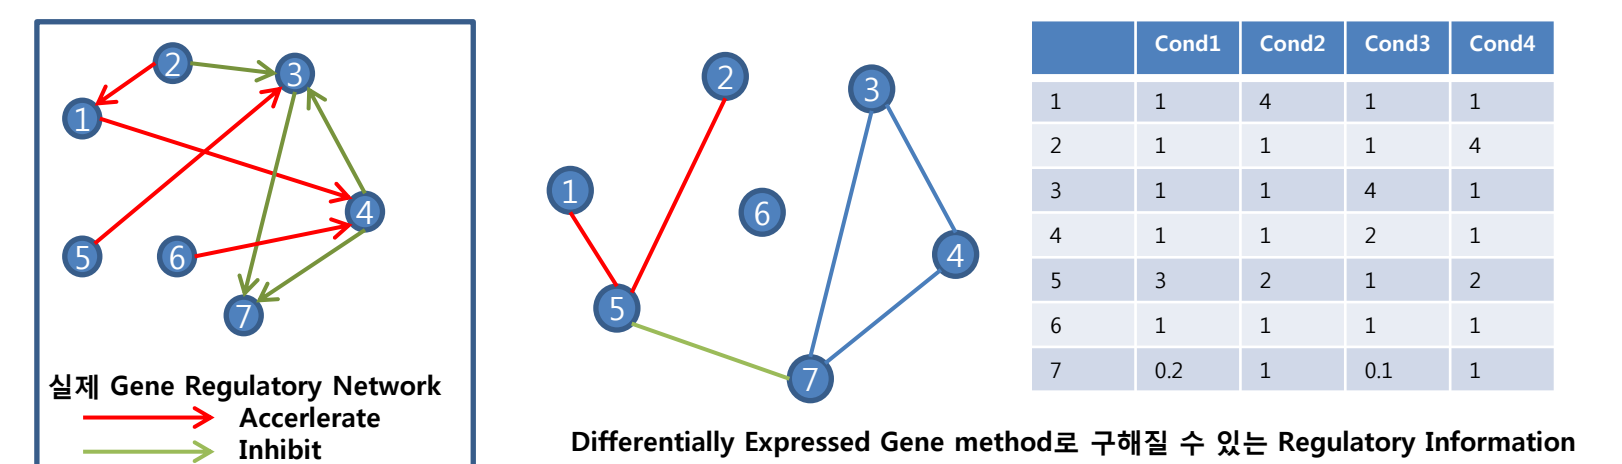 2
3
1
4
5
6
7
실제 Gene Regulatory Network
Accerlerate
Inhibit
2
3
1
6
4
5
7
Differentially Expressed Gene method로 구해질 수 있는 Regulatory Information
Cond1 Cond2 Cond3 Cond4
1 1 4 1 1
2 1 1 1 4
3 1 1 4 1
4 1 1 2 1
5 3 2 1 2
6 1 1 1 1
7 0.2 1 0.1 1